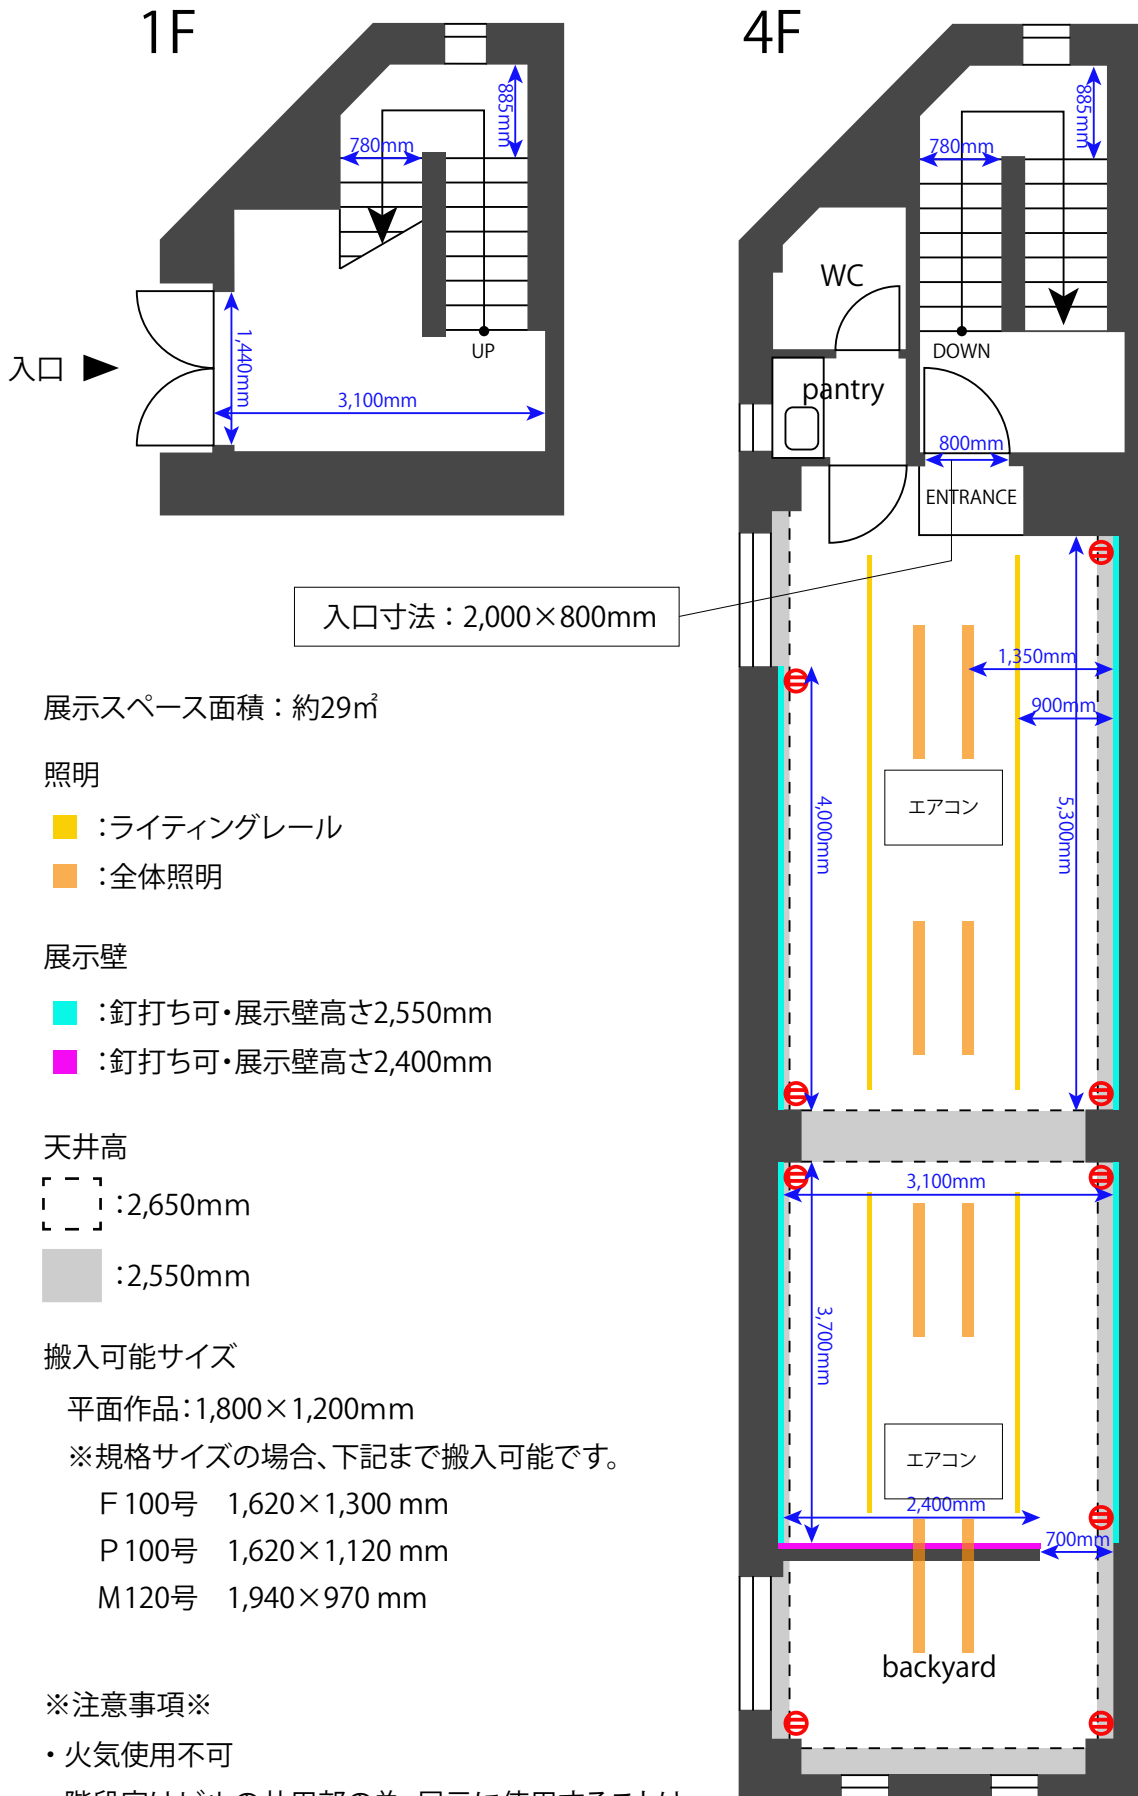 1F
4F
885mm
780mm
1,440mm
3,100mm
UP
入口
885mm
780mm
WC
DOWN
pantry
800mm
ENTRANCE
入口寸法：2,000×800mm
1,350mm
900mm
4,000mm
5,300mm
エアコン
3,100mm
3,700mm
エアコン
2,400mm
700mm
backyard
展示スペース面積：約29㎡
照明
：ライティングレール
：全体照明
展示壁
：釘打ち可・展示壁高さ2,550mm
：釘打ち可・展示壁高さ2,400mm
天井高
：2,650mm
：2,550mm
搬入可能サイズ
平面作品：1,800×1,200mm
※規格サイズの場合、下記まで搬入可能です。
F100号　1,620×1,300 mm
P100号　1,620×1,120 mm
M120号　1,940×970 mm
※注意事項※
・火気使用不可